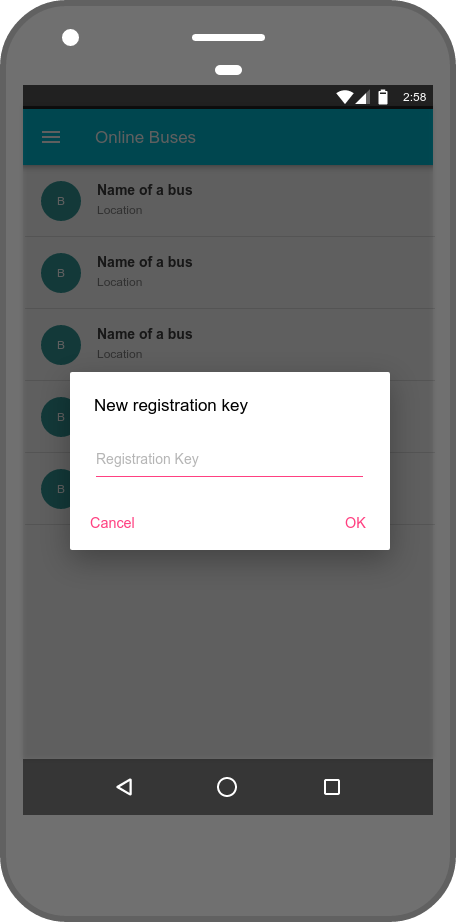 2:58
Online Buses
B
Name of a bus
Location
B
Name of a bus
Location
B
Name of a bus
Location
B
B
New registration key
Registration Key
Cancel OK